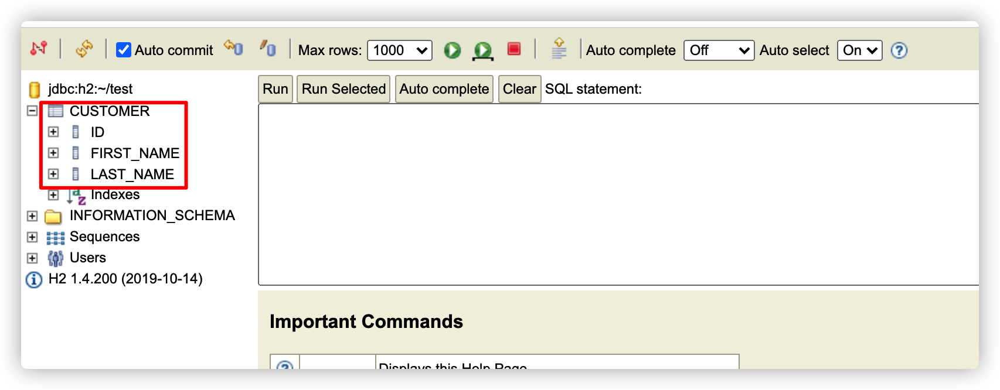 Auto commit Max rows: 1000 Auto complete Off Auto select On
jdbc:h2:~/test
CUSTOMER
ID
FIRST_NAME
LAST_NAME
Indexes
INFORMATION_SCHEMA
Sequences
Users
H2 1.4.200 (2019-10-14)
Run Run Selected Auto complete Clear SQL statement:
Important Commands
Displays this Help Page